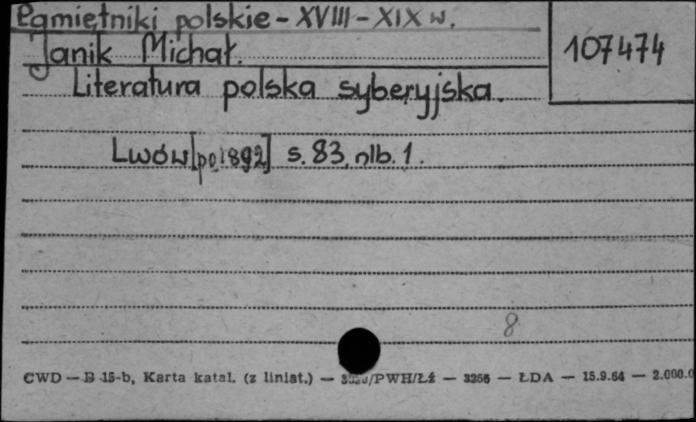 Pamiętniki polskie - XVIII - XIX w.
107474
Janik Michał.
Literatura polska syberyjska.
Lwów [po 1892] s. 83, nlb. 1.
8
CWD — B 15-b, Karta katal. (z liniat.) — /PWH/Łź — 3256 — ŁDA — 15.9.64 — 2.000.0